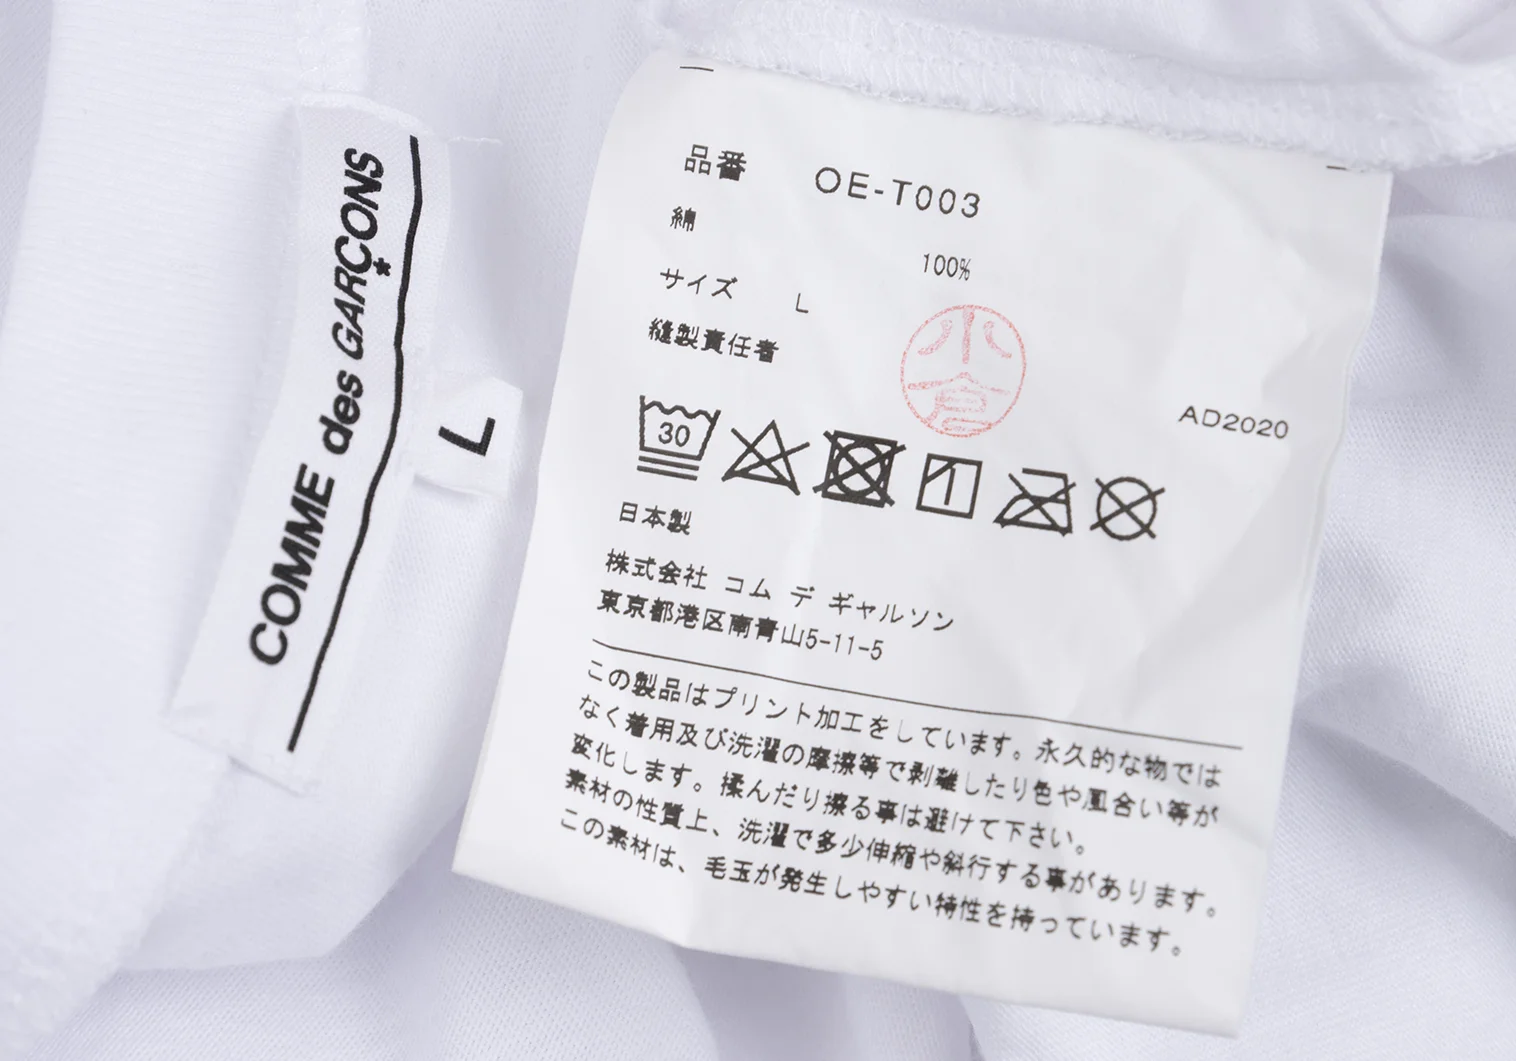 COMME des GARÇONS
L
品番 OE-T003
綿 100%
サイズ L
縫製責任者
小倉
AD2020
30
日本製
株式会社 コム デ ギャルソン
東京都港区南青山5-11-5
この製品はプリント加工をしています。永久的な物では
なく着用及び洗濯の摩擦等で剥離したり色や風合い等が
変化します。揉んだり擦る事は避けて下さい。
素材の性質上、洗濯で多少伸縮や斜行する事があります。
この素材は、毛玉が発生しやすい特性を持っています。